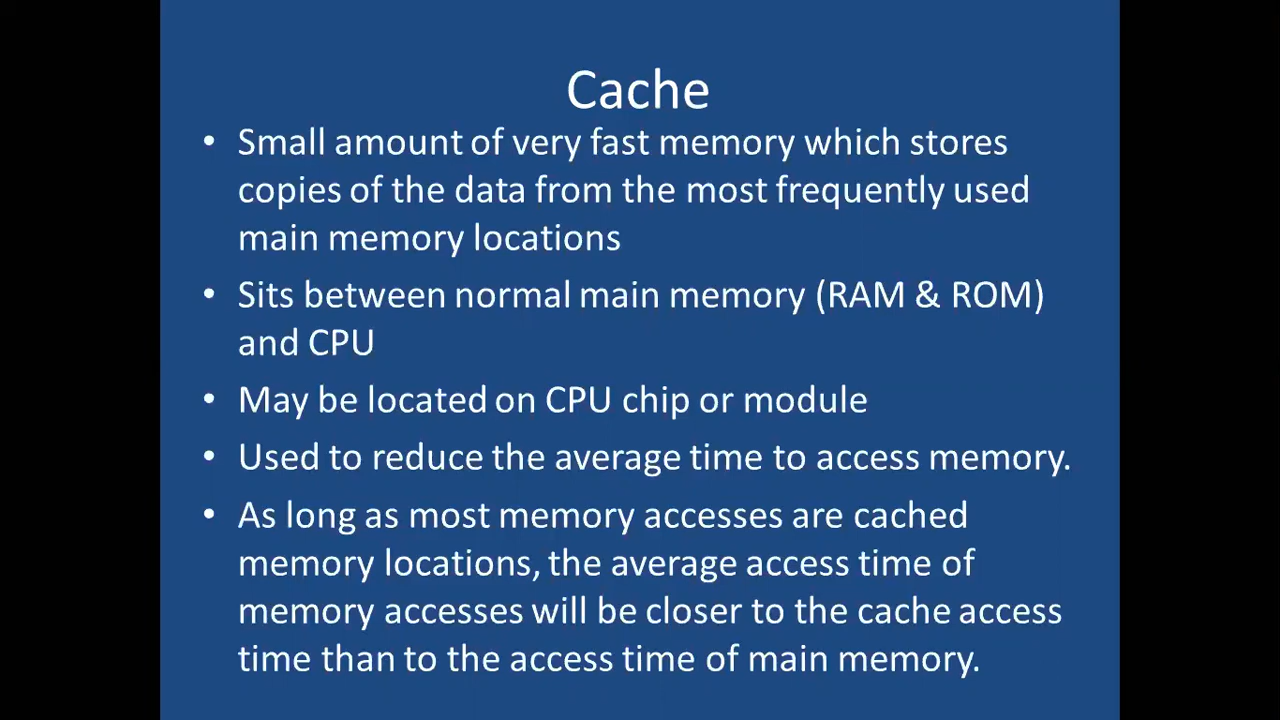 Cache
• Small amount of very fast memory which stores
copies of the data from the most frequently used
main memory locations
• Sits between normal main memory (RAM & ROM)
and CPU
• May be located on CPU chip or module
• Used to reduce the average time to access memory.
• As long as most memory accesses are cached
memory locations, the average access time of
memory accesses will be closer to the cache access
time than to the access time of main memory.